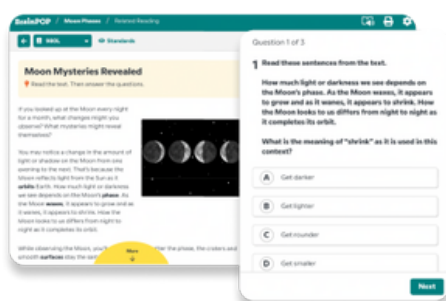 BrainPOP / Moon Phases / Related Reading
Standards
Moon Mysteries Revealed
Read the text. Then answer the questions.
If you looked up at the Moon every night
for a month, what changes might you
observe? What mysteries might reveal
themselves?
You may notice a change in the amount of
light or shadow on the Moon from one
evening to the next. That's because the
Moon reflects light from the Sun as it
orbits Earth. How much light or darkness
we see depends on the Moon's phase. As
the Moon waxes, it appears to grow and as
it wanes, it appears to shrink. How the
Moon looks to us differs from night to
night as it completes its orbit.
While observing the Moon, you'll
the phase, the craters and
smooth surfaces stay the
More
Question 1 of 3
1 Read these sentences from the text.
How much light or darkness we see depends on
the Moon's phase. As the Moon waxes, it appears
to grow and as it wanes, it appears to shrink. How
the Moon looks to us differs from night to night as
it completes its orbit.
What is the meaning of "shrink" as it is used in this
context?
A Get darker
B Get lighter
C Get rounder
D Get smaller
Next